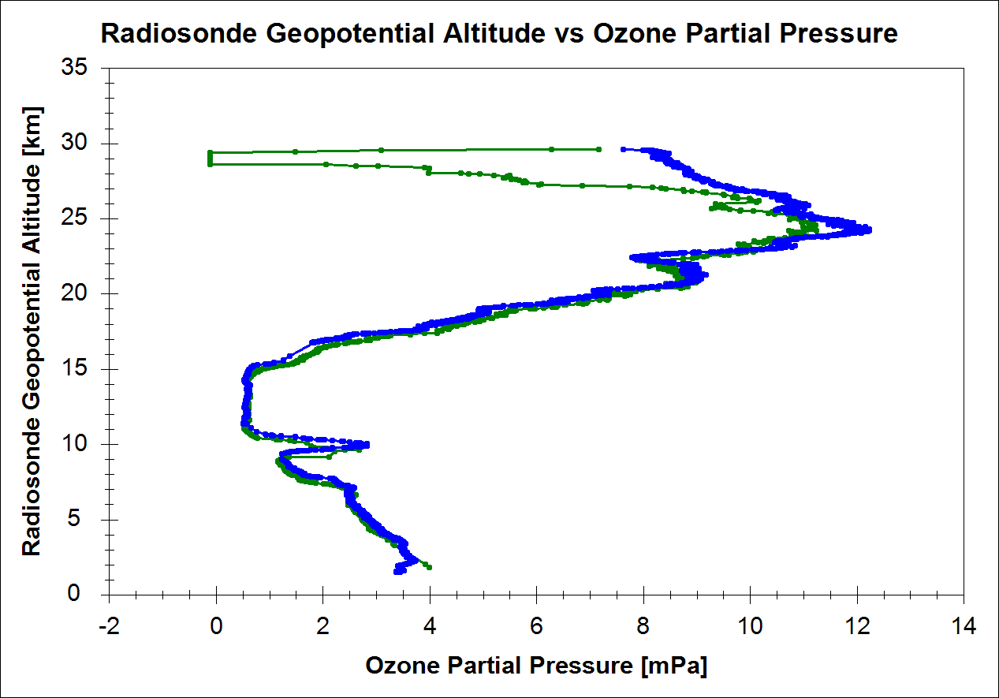 Radiosonde Geopotential Altitude vs Ozone Partial Pressure
35
30
25
20
15
10
5
0
Radiosonde Geopotential Altitude [km]
-2 0 2 4 6 8 10 12 14
Ozone Partial Pressure [mPa]